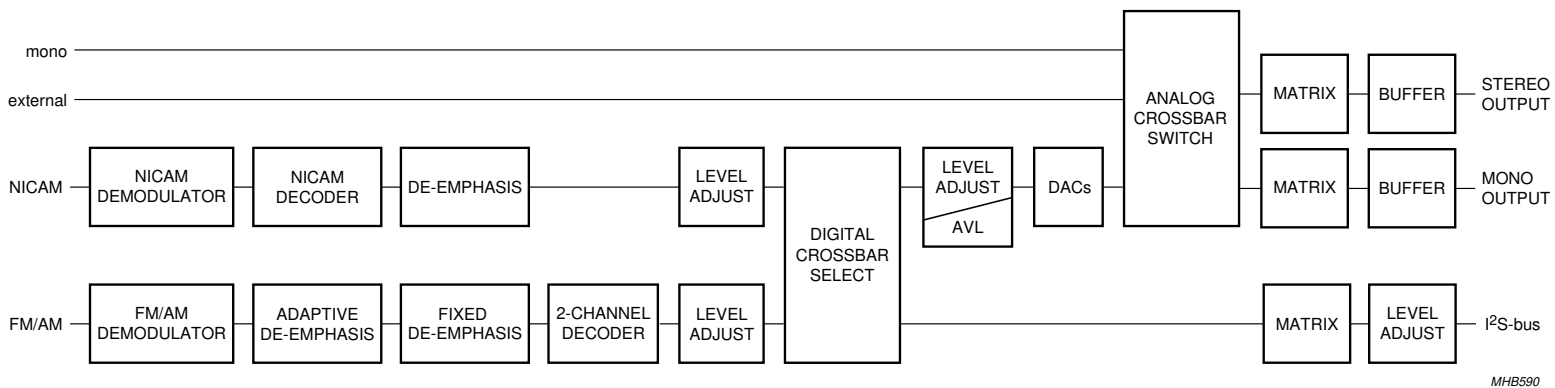 mono
external
ANALOG
CROSSBAR
SWITCH
MATRIX
BUFFER
STEREO
OUTPUT
NICAM
NICAM
DEMODULATOR
NICAM
DECODER
DE-EMPHASIS
LEVEL
ADJUST
DIGITAL
CROSSBAR
SELECT
LEVEL
ADJUST
AVL
DACs
MATRIX
BUFFER
MONO
OUTPUT
FM/AM
FM/AM
DEMODULATOR
ADAPTIVE
DE-EMPHASIS
FIXED
DE-EMPHASIS
2-CHANNEL
DECODER
LEVEL
ADJUST
MATRIX
LEVEL
ADJUST
I²S-bus
MHB590